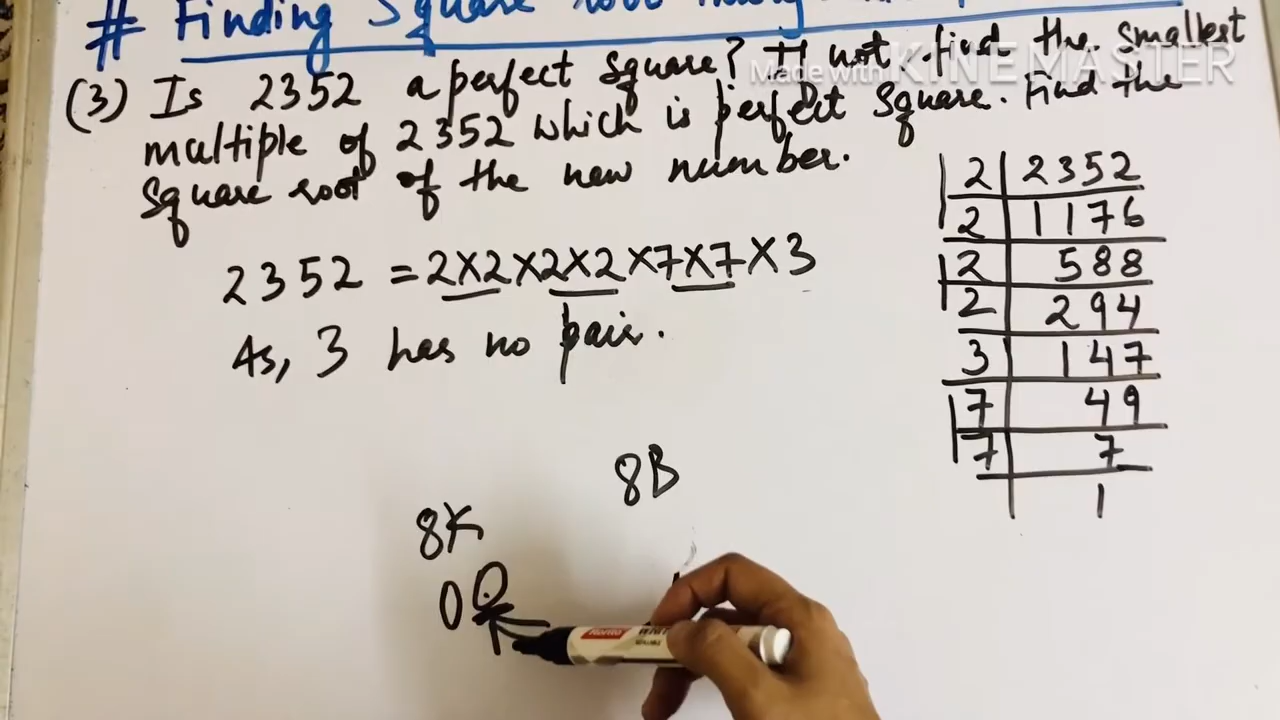 # Finding Square root
Made with KINEMASTER
(3) Is 2352 a perfect square? If not, find the smallest
multiple of 2352 which is perfect square. Find the
square root of the new number.
2352 = 2×2×2×2×7×7×3
As, 3 has no pair.
2 | 2352
2 | 1176
2 | 588
2 | 294
3 | 147
7 | 49
7 | 7
1
8B
8K